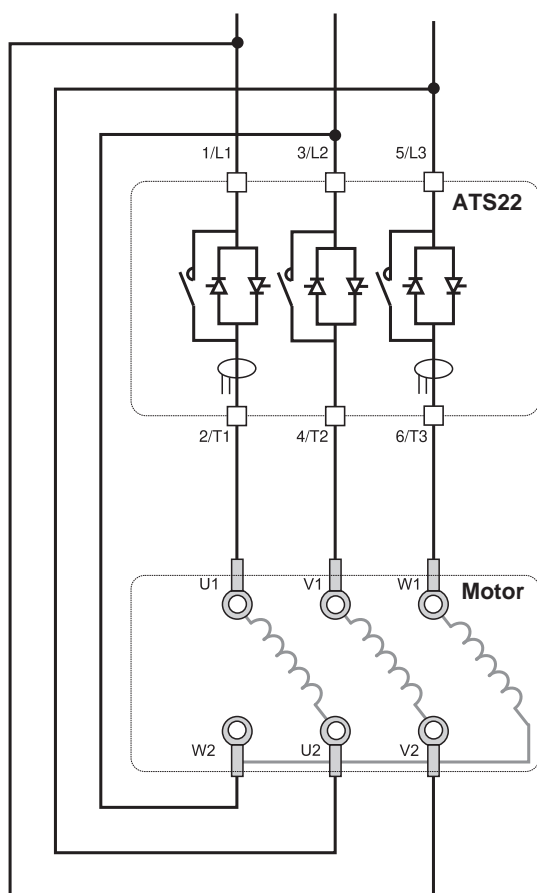 1/L1 3/L2 5/L3
ATS22
2/T1 4/T2 6/T3
U1 V1 W1
Motor
W2 U2 V2